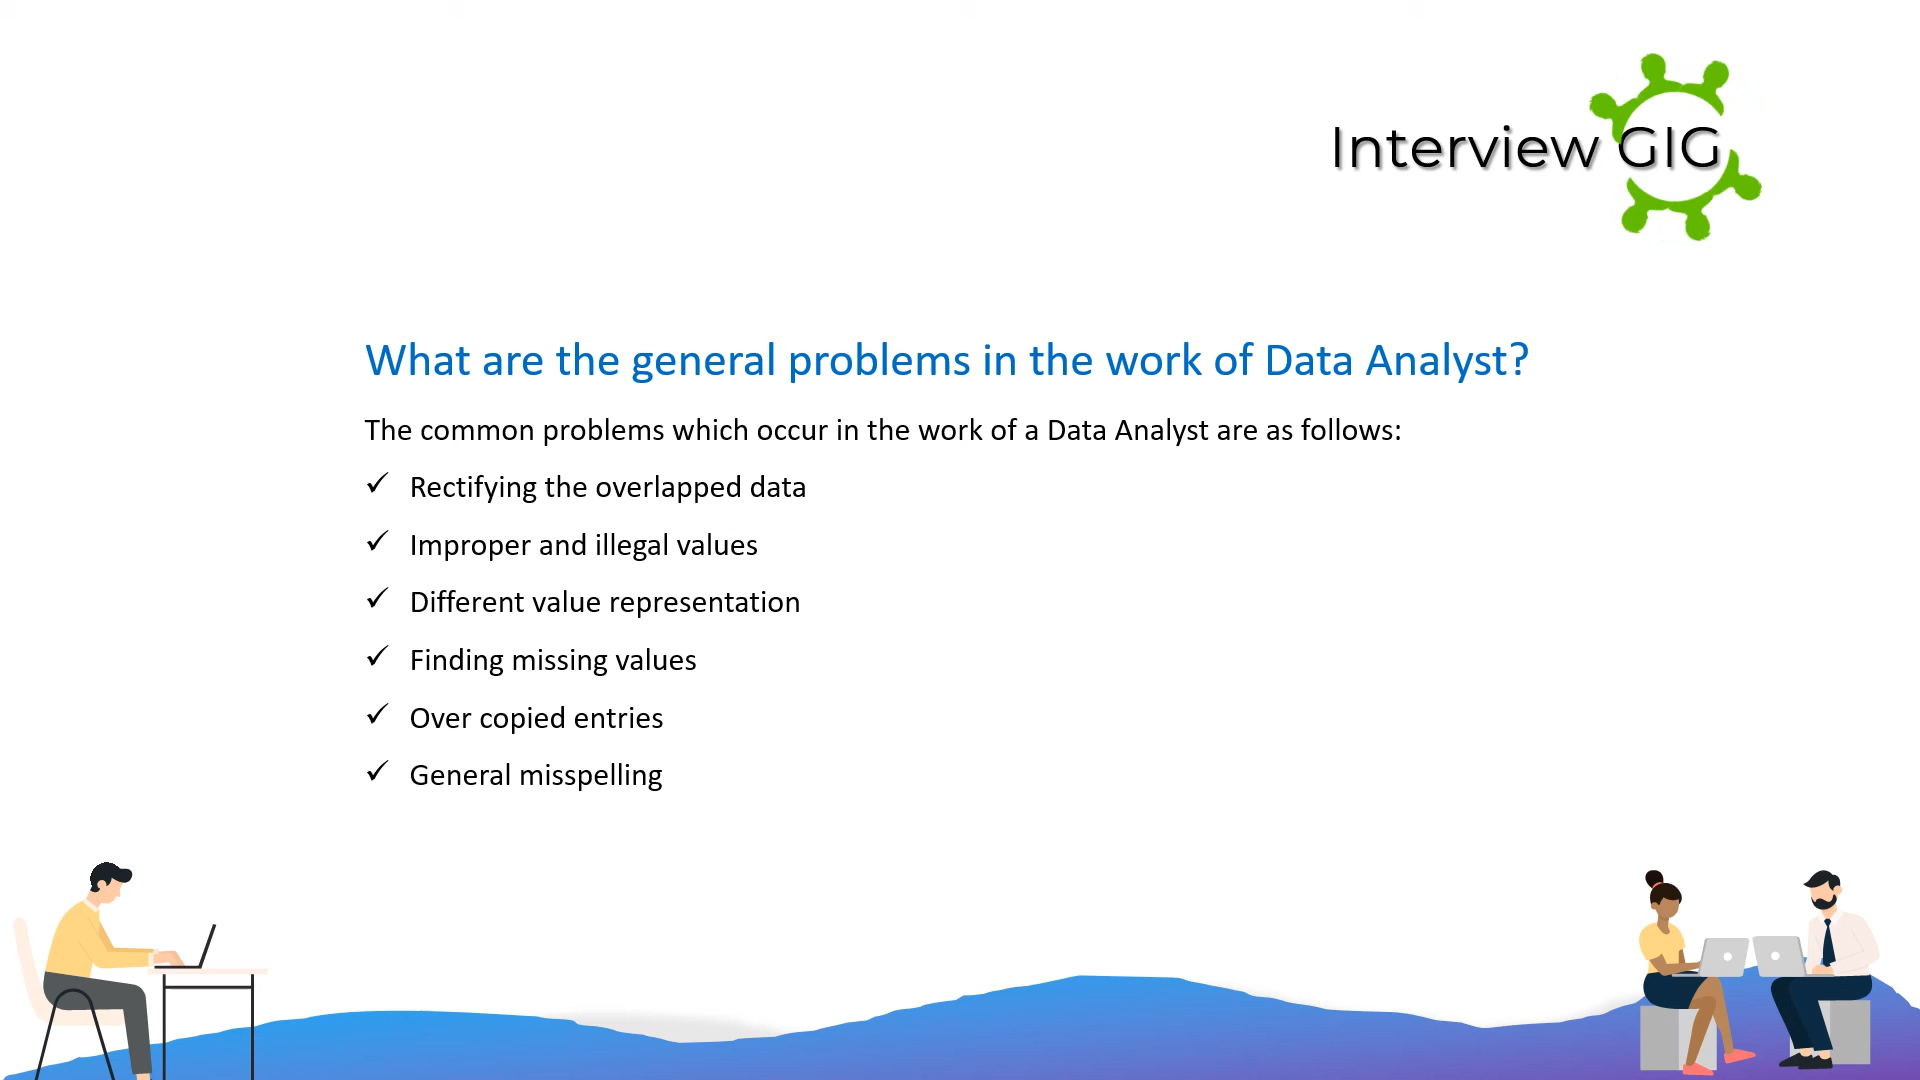 Interview GIG
What are the general problems in the work of Data Analyst?
The common problems which occur in the work of a Data Analyst are as follows:
✓ Rectifying the overlapped data
✓ Improper and illegal values
✓ Different value representation
✓ Finding missing values
✓ Over copied entries
✓ General misspelling